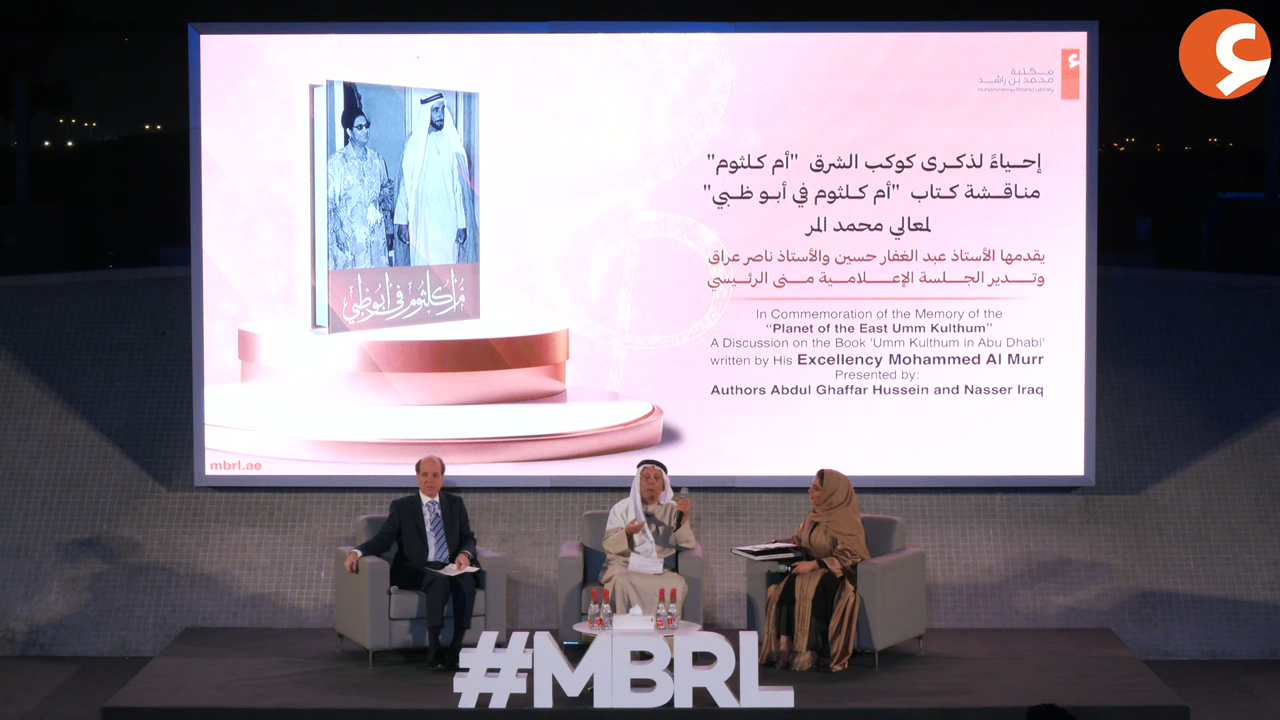 مكتبة
محمد بن راشد
Mohammed Bin Rashid Library
إحياءً لذكرى كوكب الشرق "أم كلثوم"
مناقشة كتاب "أم كلثوم في أبو ظبي"
لمعالي محمد المر
يقدمها الأستاذ عبد الغفار حسين والأستاذ ناصر عراق
وتدير الجلسة الإعلامية منى الرئيسي
In Commemoration of the Memory of the
“Planet of the East Umm Kulthum”
A Discussion on the Book 'Umm Kulthum in Abu Dhabi'
written by His Excellency Mohammed Al Murr
Presented by:
Authors Abdul Ghaffar Hussein and Nasser Iraq
أم كلثوم في أبوظبي
mbrl.ae
#MBRL